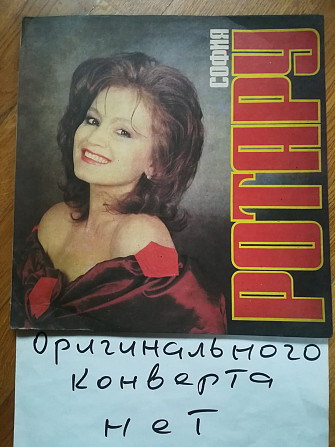 СОФИЯ
РОТАРУ
Оригинального
конверта
нет